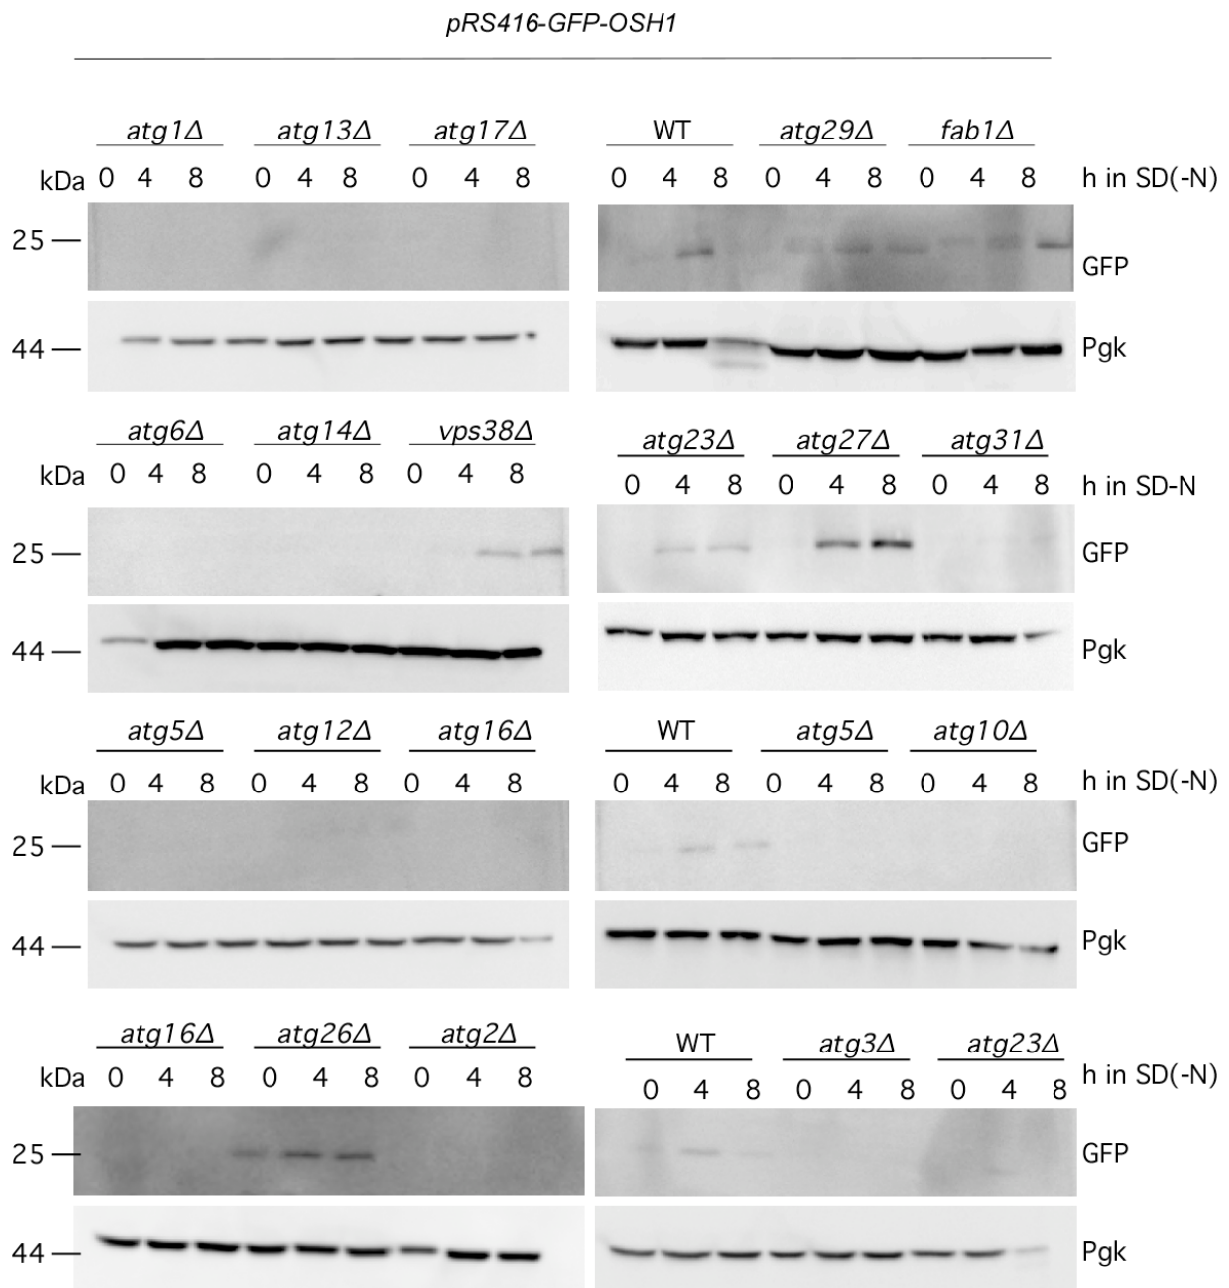 pRS416-GFP-OSH1
atg1Δ atg13Δ atg17Δ WT atg29Δ fab1Δ
kDa 0 4 8 0 4 8 0 4 8 0 4 8 0 4 8 0 4 8 h in SD(-N)
25 GFP
44 Pgk
atg6Δ atg14Δ vps38Δ atg23Δ atg27Δ atg31Δ
kDa 0 4 8 0 4 8 0 4 8 0 4 8 0 4 8 0 4 8 h in SD-N
25 GFP
44 Pgk
atg5Δ atg12Δ atg16Δ WT atg5Δ atg10Δ
kDa 0 4 8 0 4 8 0 4 8 0 4 8 0 4 8 0 4 8 h in SD(-N)
25 GFP
44 Pgk
atg16Δ atg26Δ atg2Δ WT atg3Δ atg23Δ
kDa 0 4 8 0 4 8 0 4 8 0 4 8 0 4 8 0 4 8 h in SD(-N)
25 GFP
44 Pgk